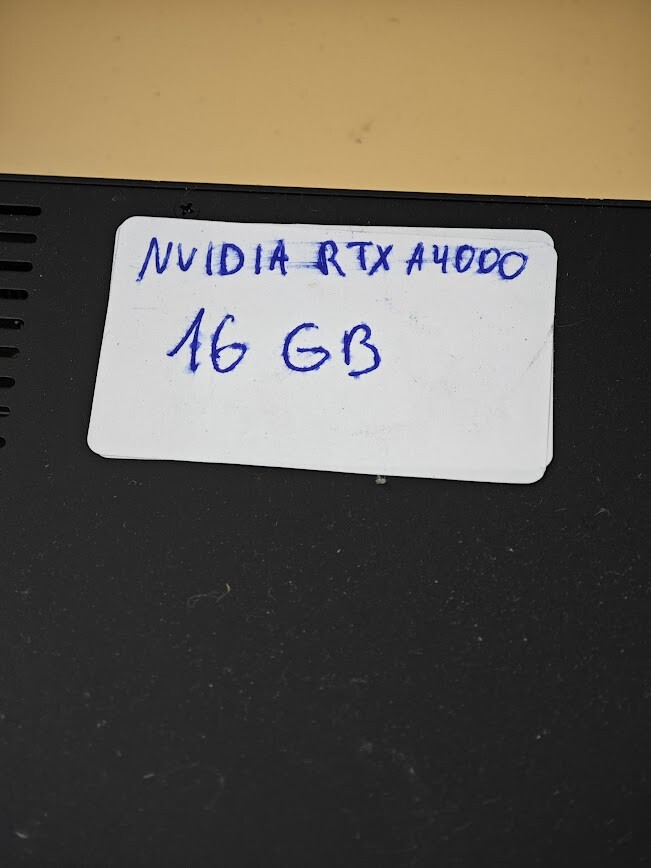 NVIDIA RTX A4000
16 GB